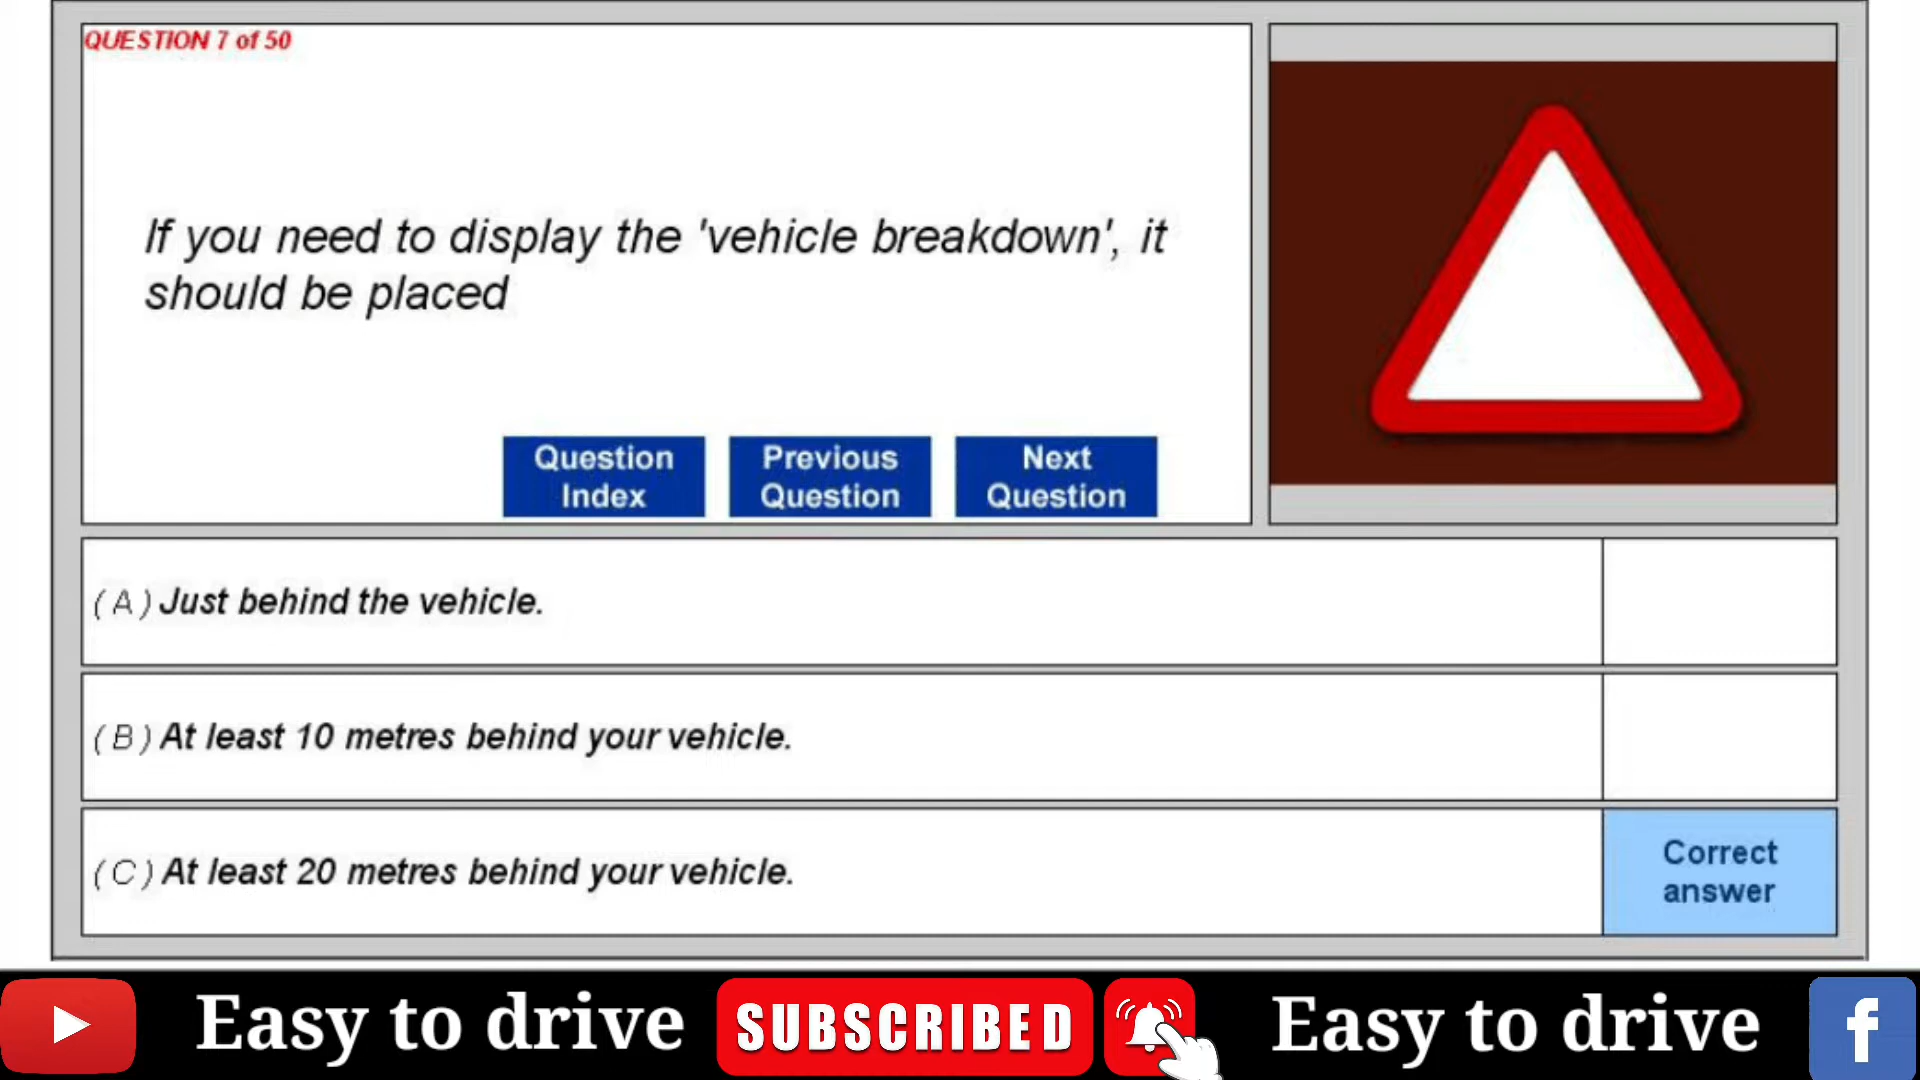 QUESTION 7 of 50
If you need to display the 'vehicle breakdown', it
should be placed
Question
Index
Previous
Question
Next
Question
(A) Just behind the vehicle.
(B) At least 10 metres behind your vehicle.
(C) At least 20 metres behind your vehicle.
Correct
answer
Easy to drive
SUBSCRIBED
Easy to drive
f